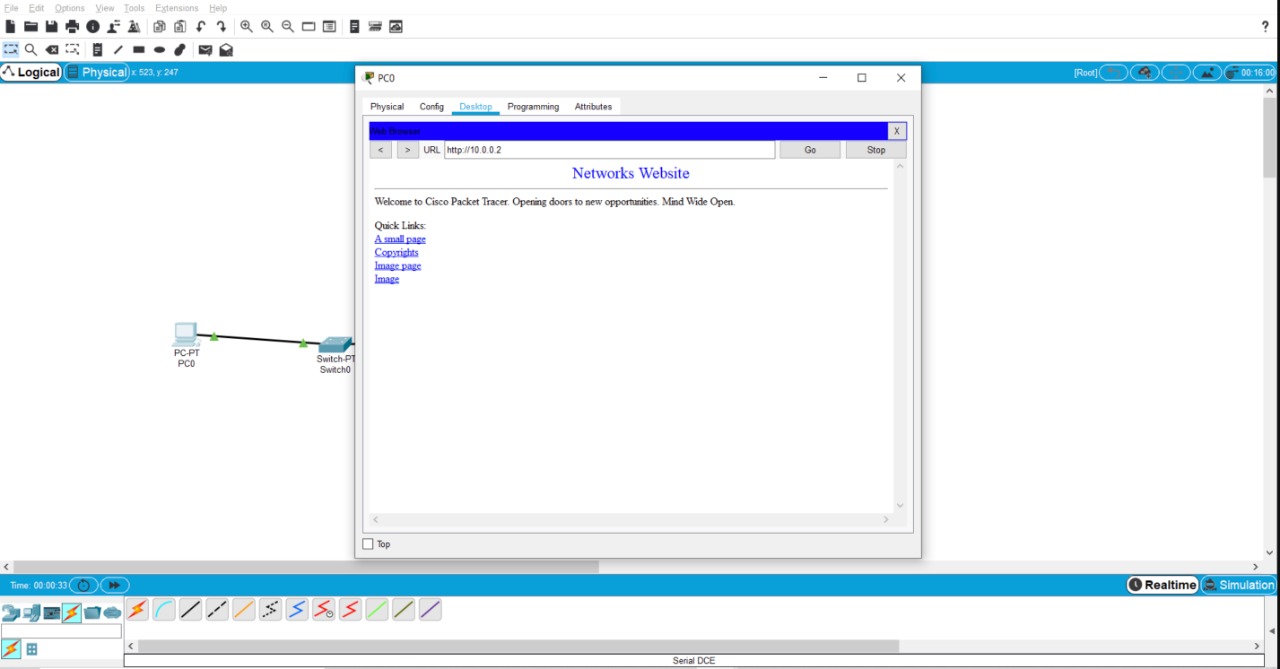 File Edit Options View Tools Extensions Help
?
Logical Physical x: 523, y: 247 [Root] 00:16:00
PC0
Physical Config Desktop Programming Attributes
Web Browser X
< > URL http://10.0.0.2 Go Stop
Networks Website
Welcome to Cisco Packet Tracer. Opening doors to new opportunities. Mind Wide Open.
Quick Links:
A small page
Copyrights
Image page
Image
PC-PT
PC0
Switch-PT
Switch0
Top
Time: 00:00:33 Realtime Simulation
Serial DCE